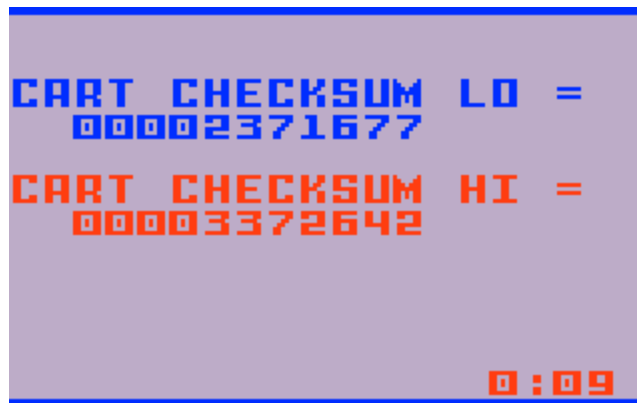 CART CHECKSUM LO =
00002371677
CART CHECKSUM HI =
00003372642
0:09